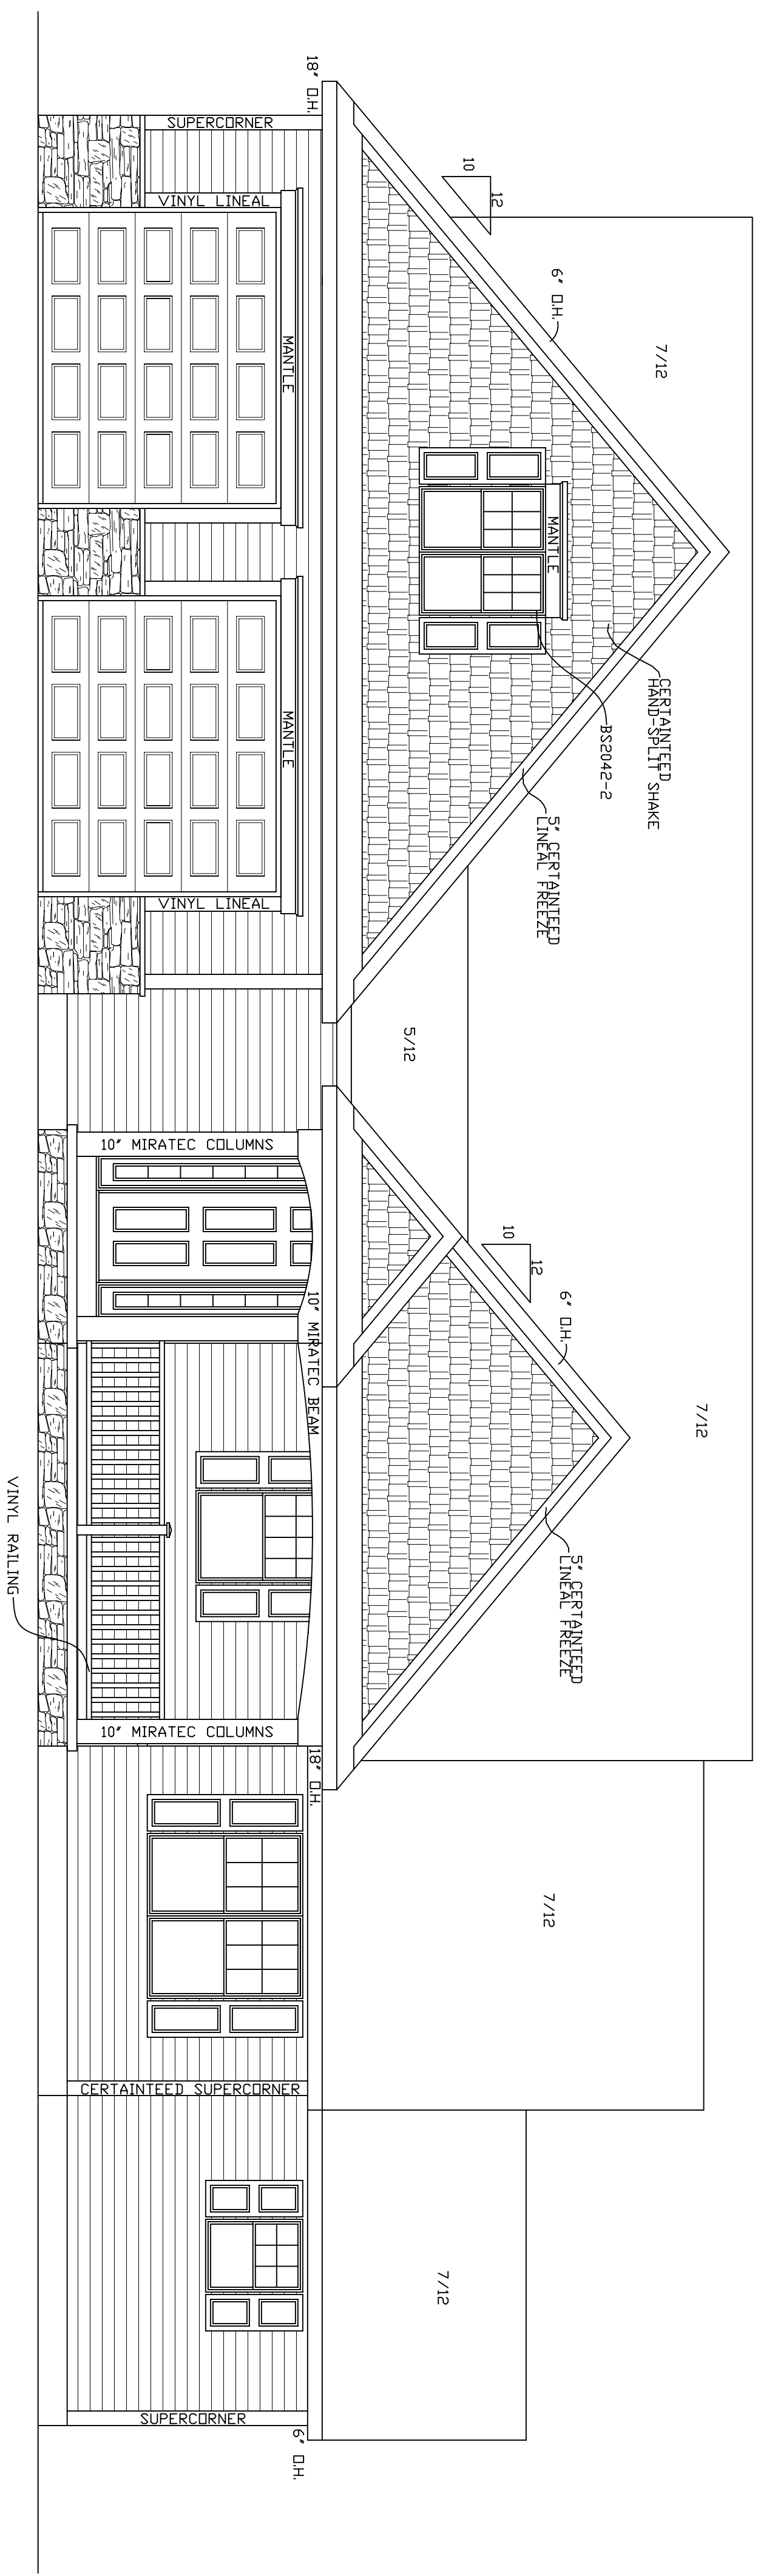 18" O.H.
SUPERCORNER
VINYL LINEAL
MANTLE
10
12
6" O.H.
7/12
MANTLE
CERTAINTEED
HAND-SPLIT SHAKE
BS2042-2
5" CERTAINTEED
LINEAL FREEZE
MANTLE
VINYL LINEAL
5/12
10" MIRATEC COLUMNS
10" MIRATEC BEAM
10
12
6" O.H.
7/12
5" CERTAINTEED
LINEAL FREEZE
VINYL RAILING
10" MIRATEC COLUMNS
18" O.H.
7/12
CERTAINTEED SUPERCORNER
7/12
SUPERCORNER
6" O.H.